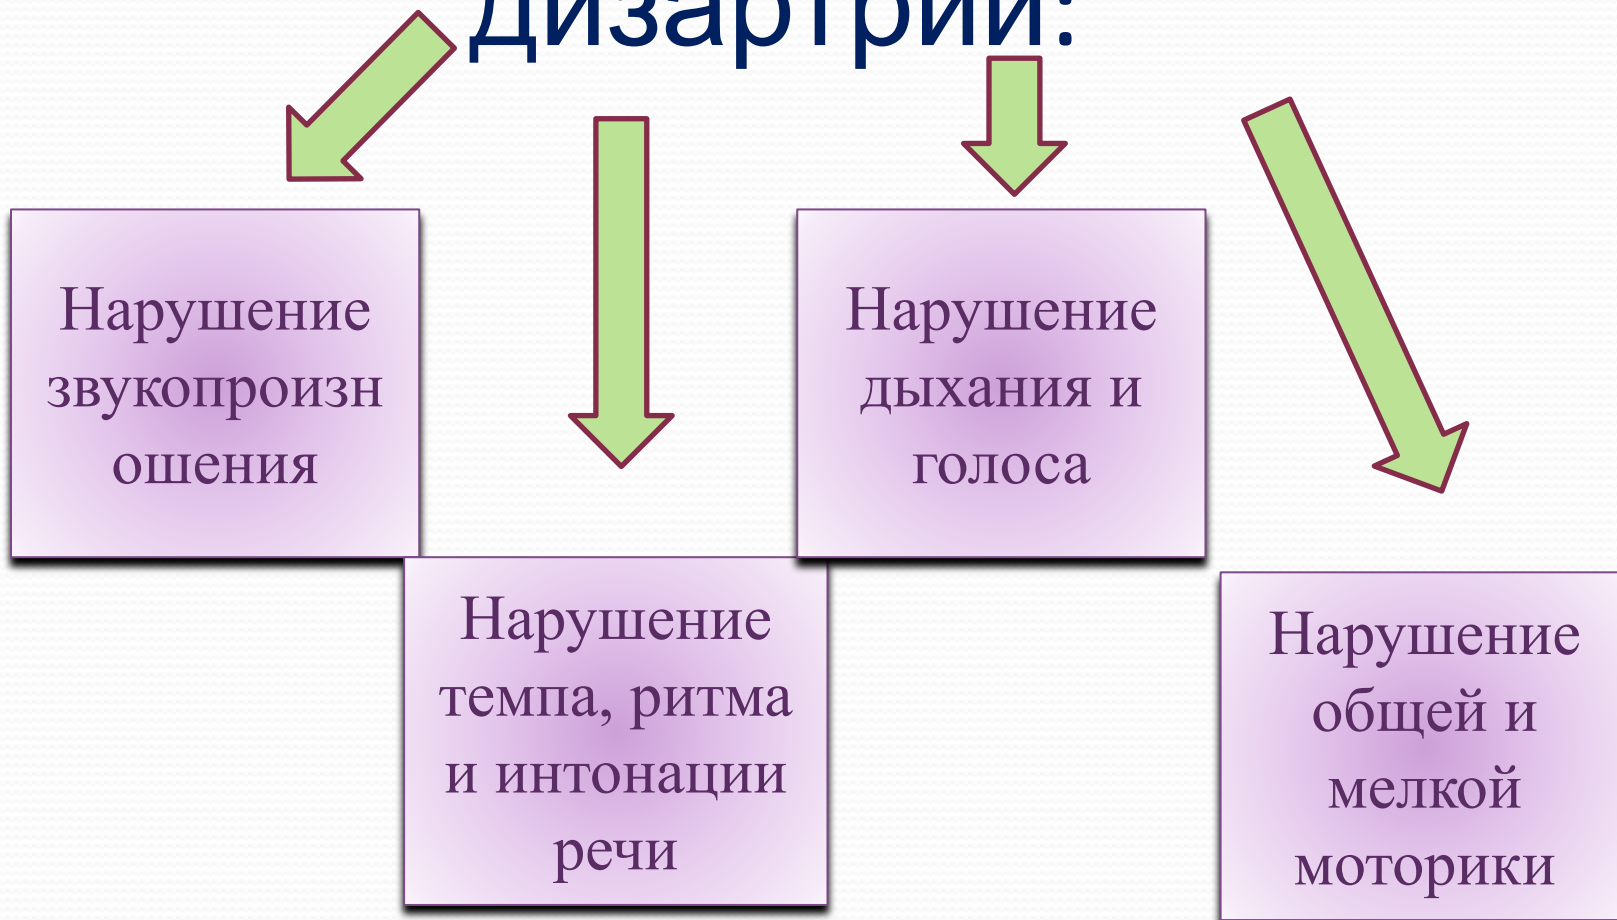 дизартрии:
Нарушение
звукопроизн
ошения
Нарушение
темпа, ритма
и интонации
речи
Нарушение
дыхания и
голоса
Нарушение
общей и
мелкой
моторики